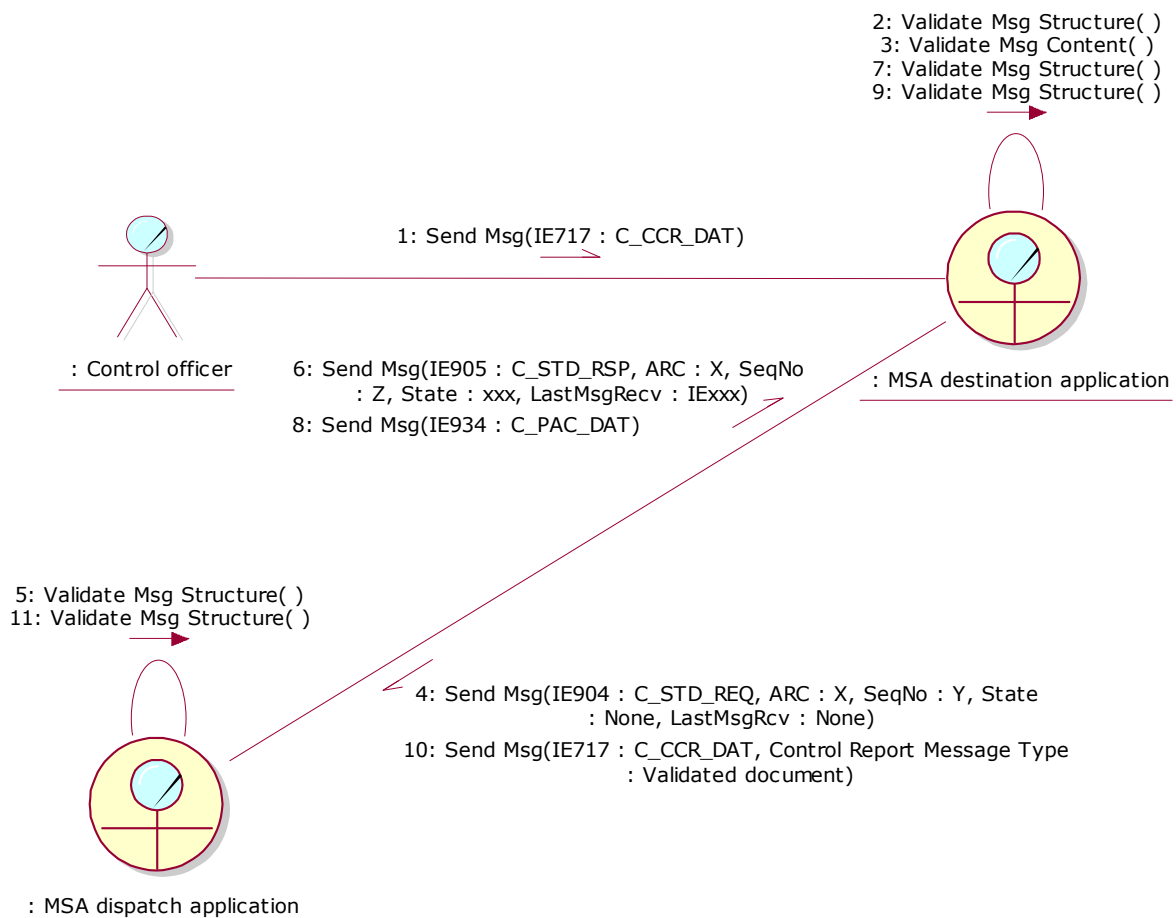 2: Validate Msg Structure( )
3: Validate Msg Content( )
7: Validate Msg Structure( )
9: Validate Msg Structure( )
1: Send Msg(IE717 : C_CCR_DAT)
: Control officer
6: Send Msg(IE905 : C_STD_RSP, ARC : X, SeqNo
: Z, State : xxx, LastMsgRecv : IExxx)
8: Send Msg(IE934 : C_PAC_DAT)
: MSA destination application
5: Validate Msg Structure( )
11: Validate Msg Structure( )
4: Send Msg(IE904 : C_STD_REQ, ARC : X, SeqNo : Y, State
: None, LastMsgRcv : None)
10: Send Msg(IE717 : C_CCR_DAT, Control Report Message Type
: Validated document)
: MSA dispatch application